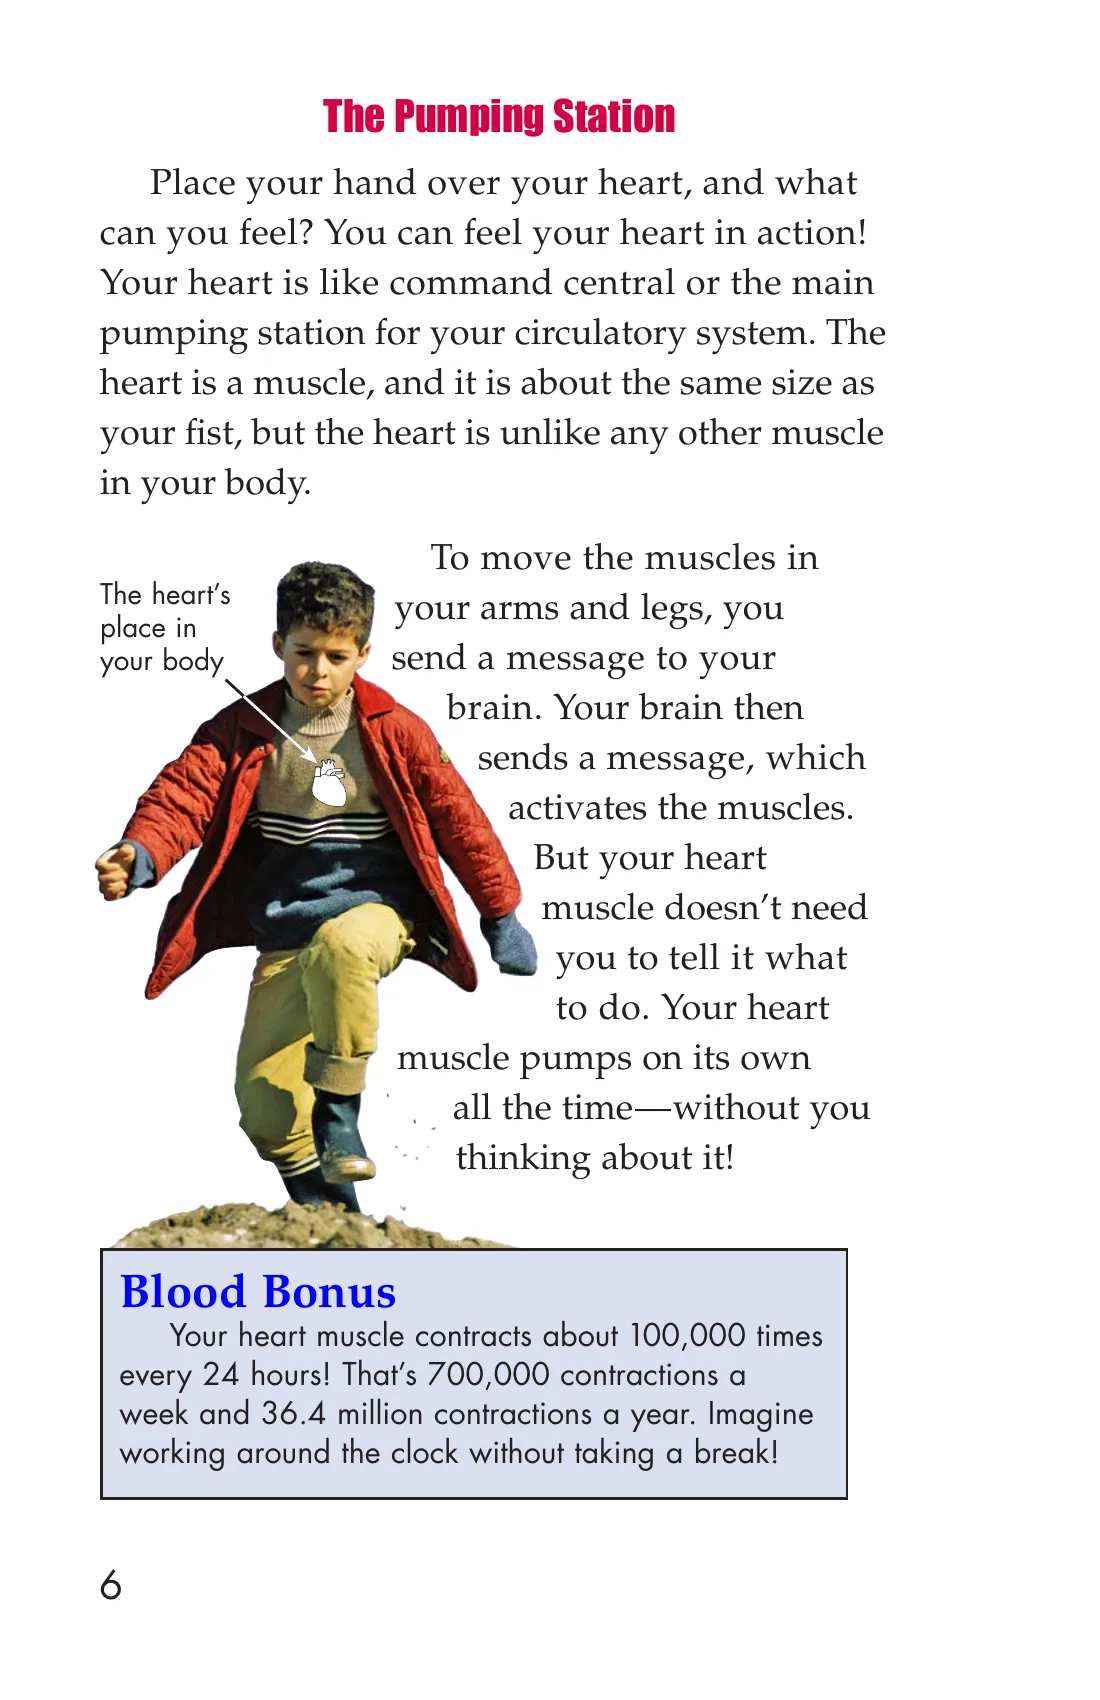 The Pumping Station
Place your hand over your heart, and what
can you feel? You can feel your heart in action!
Your heart is like command central or the main
pumping station for your circulatory system. The
heart is a muscle, and it is about the same size as
your fist, but the heart is unlike any other muscle
in your body.
The heart's
place in
your body
To move the muscles in
your arms and legs, you
send a message to your
brain. Your brain then
sends a message, which
activates the muscles.
But your heart
muscle doesn't need
you to tell it what
to do. Your heart
muscle pumps on its own
all the time—without you
thinking about it!
Blood Bonus
Your heart muscle contracts about 100,000 times
every 24 hours! That's 700,000 contractions a
week and 36.4 million contractions a year. Imagine
working around the clock without taking a break!
6